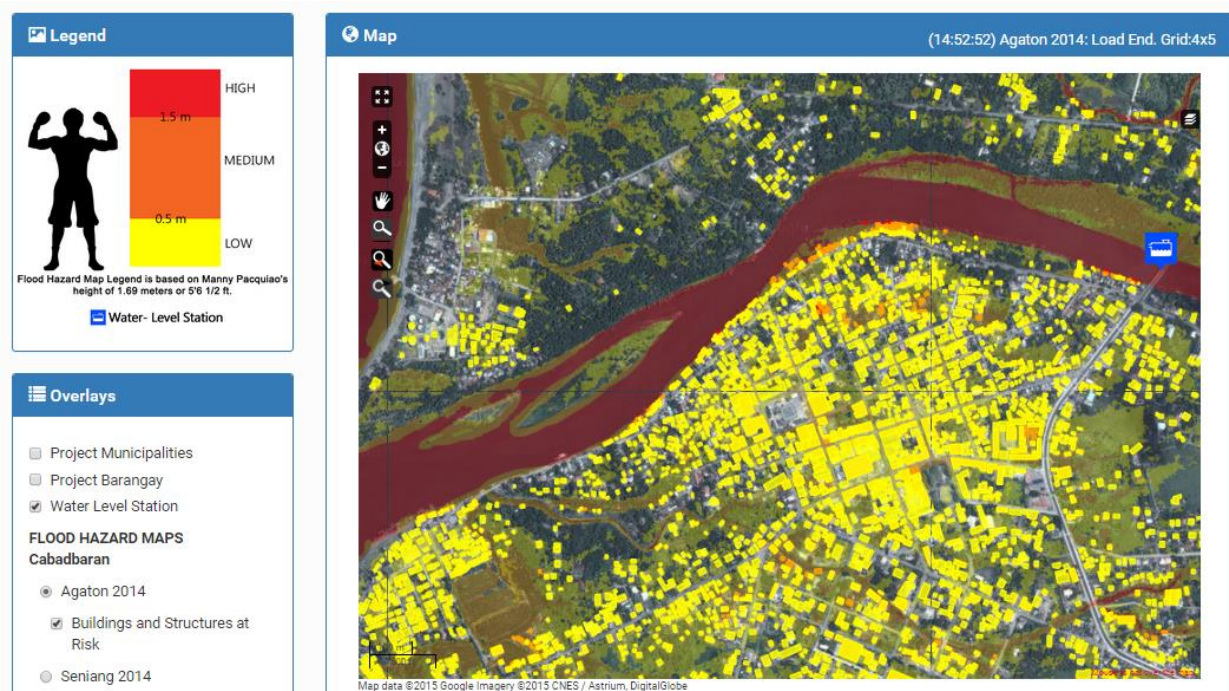 Legend
HIGH
1.5 m
MEDIUM
0.5 m
LOW
Flood Hazard Map Legend is based on Manny Pacquiao's
height of 1.69 meters or 5'6 1/2 ft.
Water- Level Station
Overlays
Project Municipalities
Project Barangay
Water Level Station
FLOOD HAZARD MAPS
Cabadbaran
Agaton 2014
Buildings and Structures at
Risk
Seniang 2014
Map
(14:52:52) Agaton 2014: Load End. Grid:4x5
Map data ©2015 Google Imagery ©2015 CNES / Astrium, DigitalGlobe